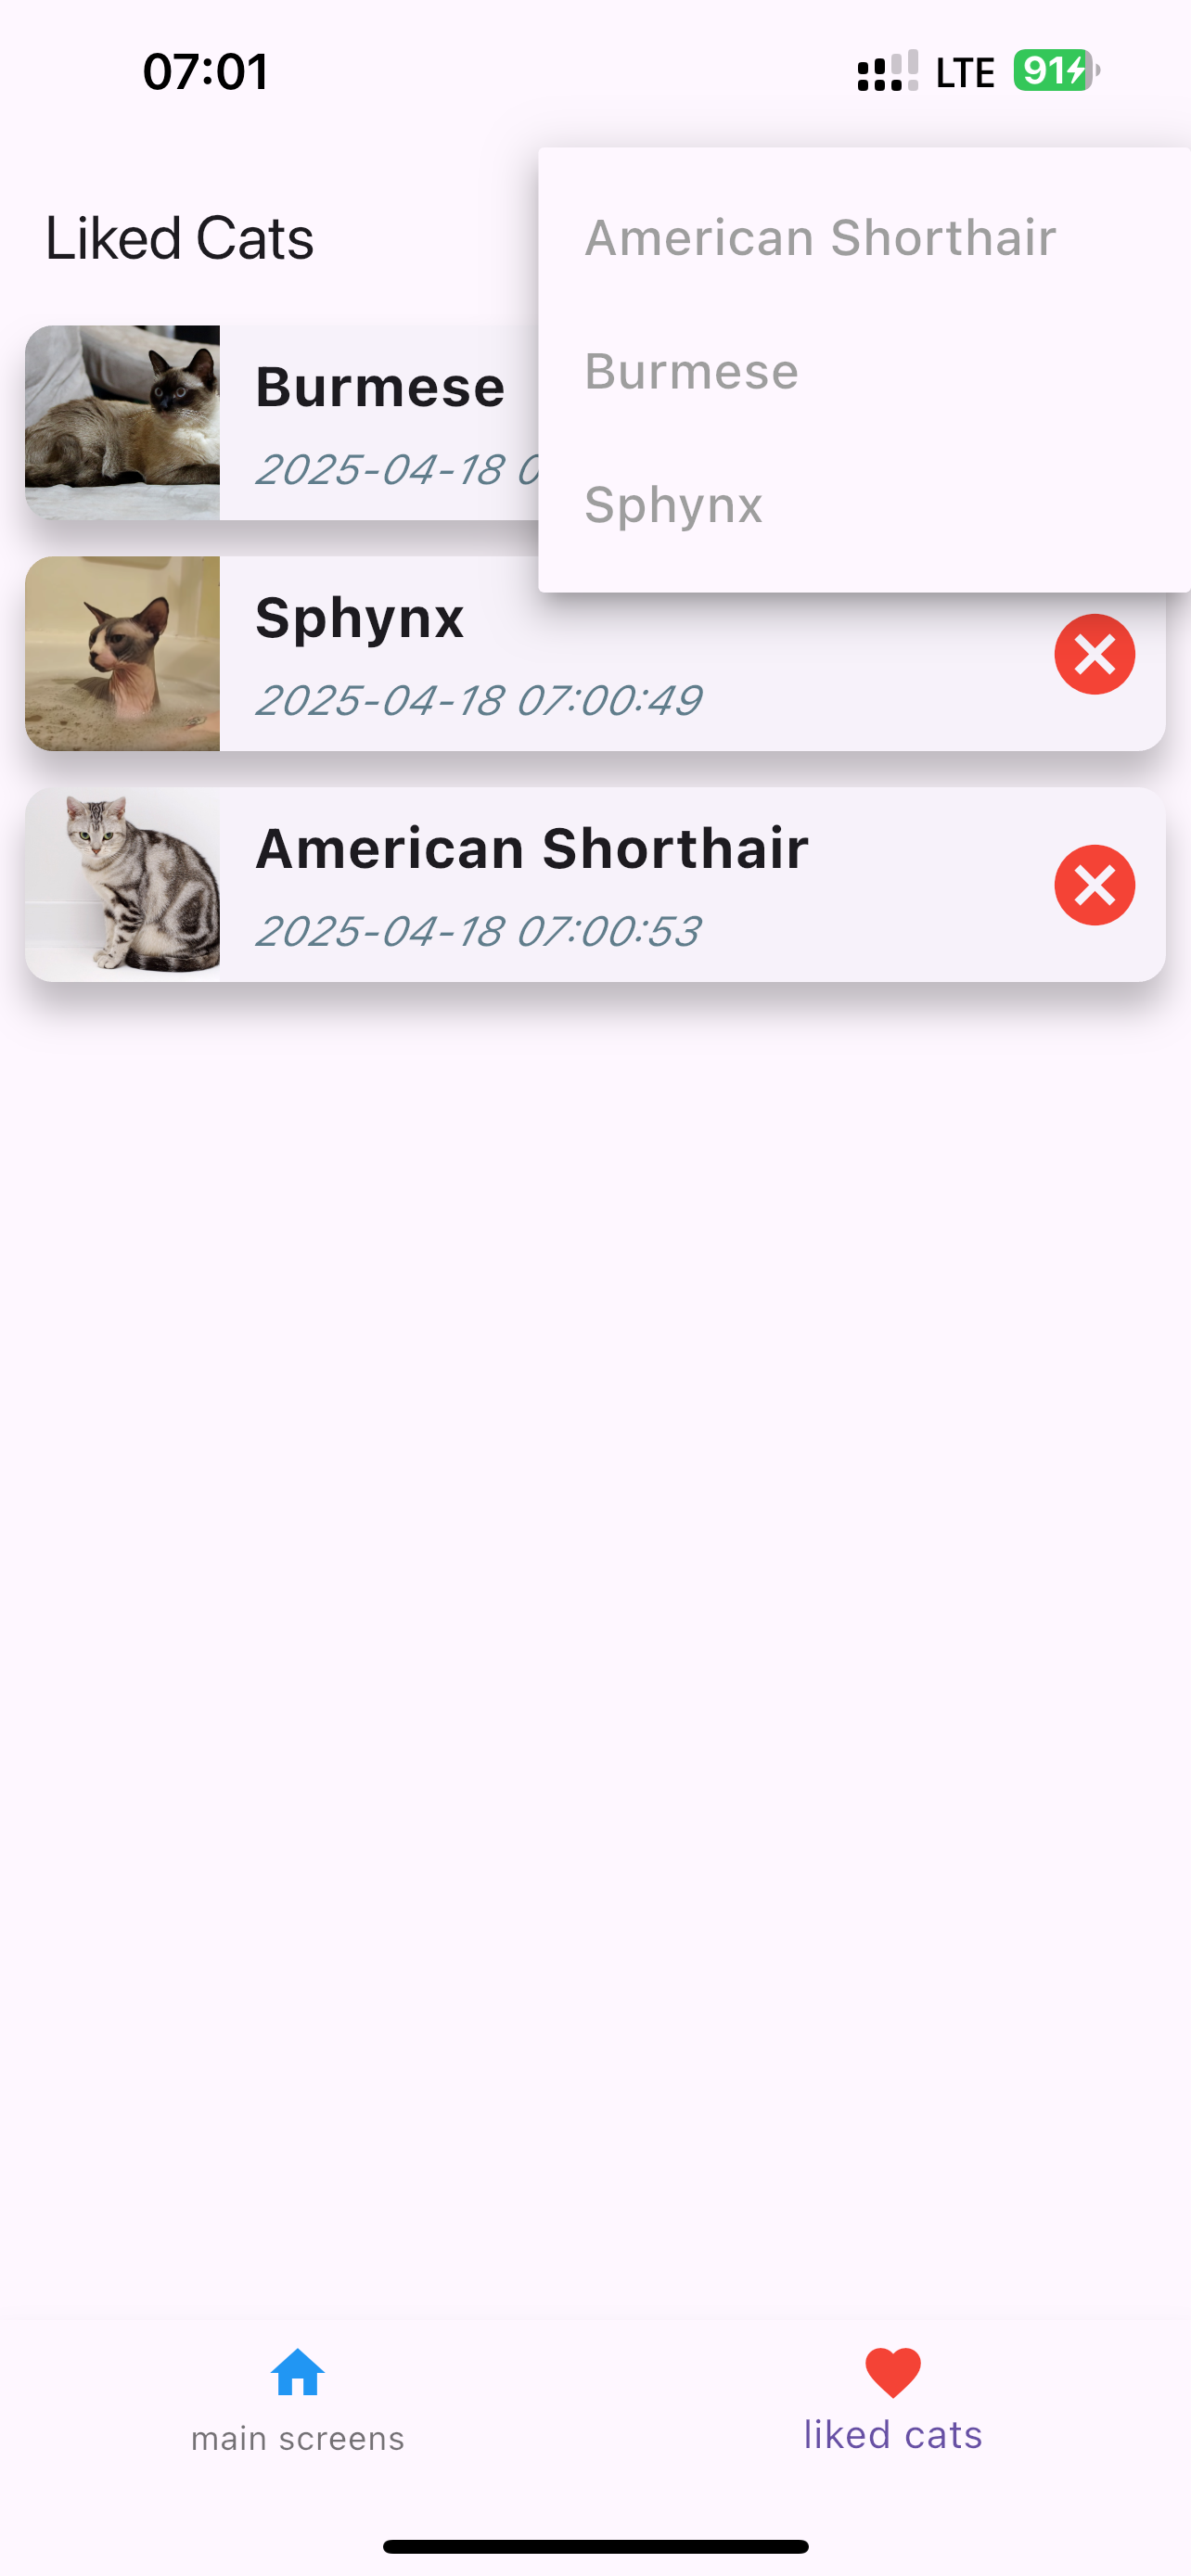 07:01
LTE
91
Liked Cats
American Shorthair
Burmese
Sphynx
Burmese
2025-04-18 0
Sphynx
2025-04-18 07:00:49
American Shorthair
2025-04-18 07:00:53
main screens
liked cats